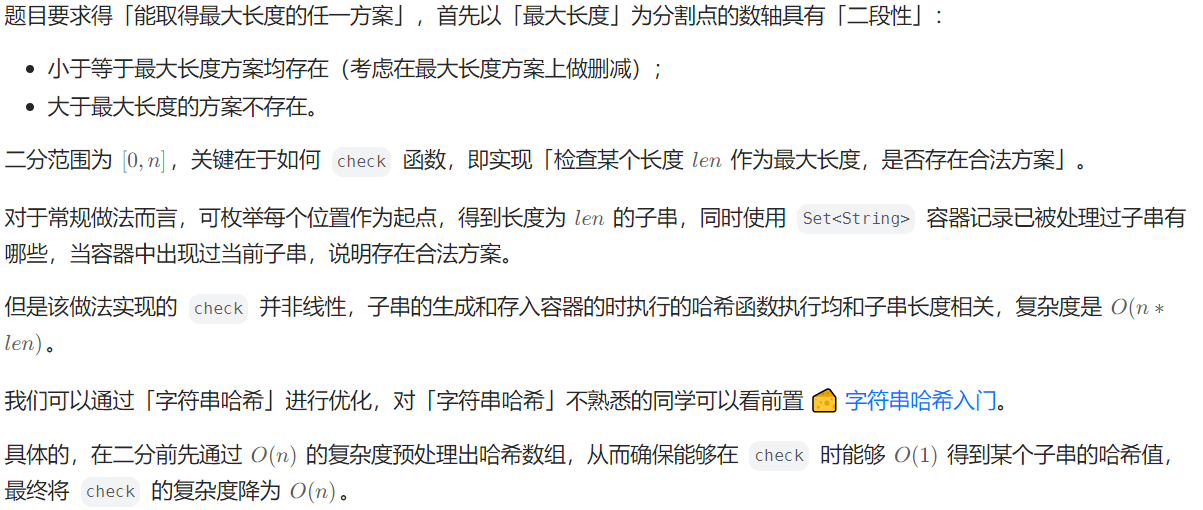 题目要求得「能取得最大长度的任一方案」，首先以「最大长度」为分割点的数轴具有「二段性」：
• 小于等于最大长度方案均存在（考虑在最大长度方案上做删减）；
• 大于最大长度的方案不存在。
二分范围为 [0, n]，关键在于如何 check 函数，即实现「检查某个长度 len 作为最大长度，是否存在合法方案」。
对于常规做法而言，可枚举每个位置作为起点，得到长度为 len 的子串，同时使用 Set<String> 容器记录已被处理过子串有
哪些，当容器中出现过当前子串，说明存在合法方案。
但是该做法实现的 check 并非线性，子串的生成和存入容器的时执行的哈希函数执行均和子串长度相关，复杂度是 O(n *
len)。
我们可以通过「字符串哈希」进行优化，对「字符串哈希」不熟悉的同学可以看前置 🧀 字符串哈希入门。
具体的，在二分前先通过 O(n) 的复杂度预处理出哈希数组，从而确保能够在 check 时能够 O(1) 得到某个子串的哈希值，
最终将 check 的复杂度降为 O(n)。